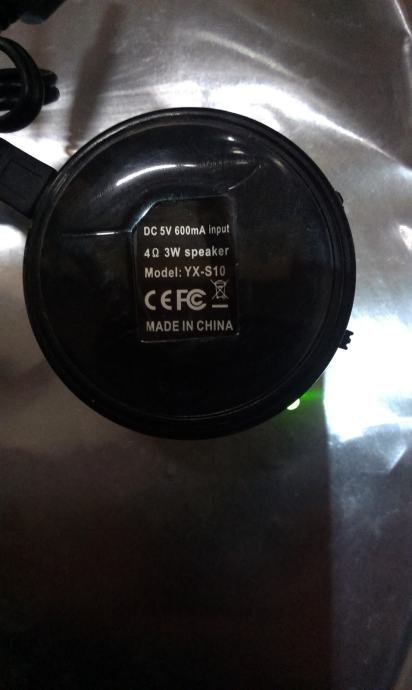 DC 5V 600mA input
4Ω 3W speaker
Model: YX-S10
CE FC
MADE IN CHINA